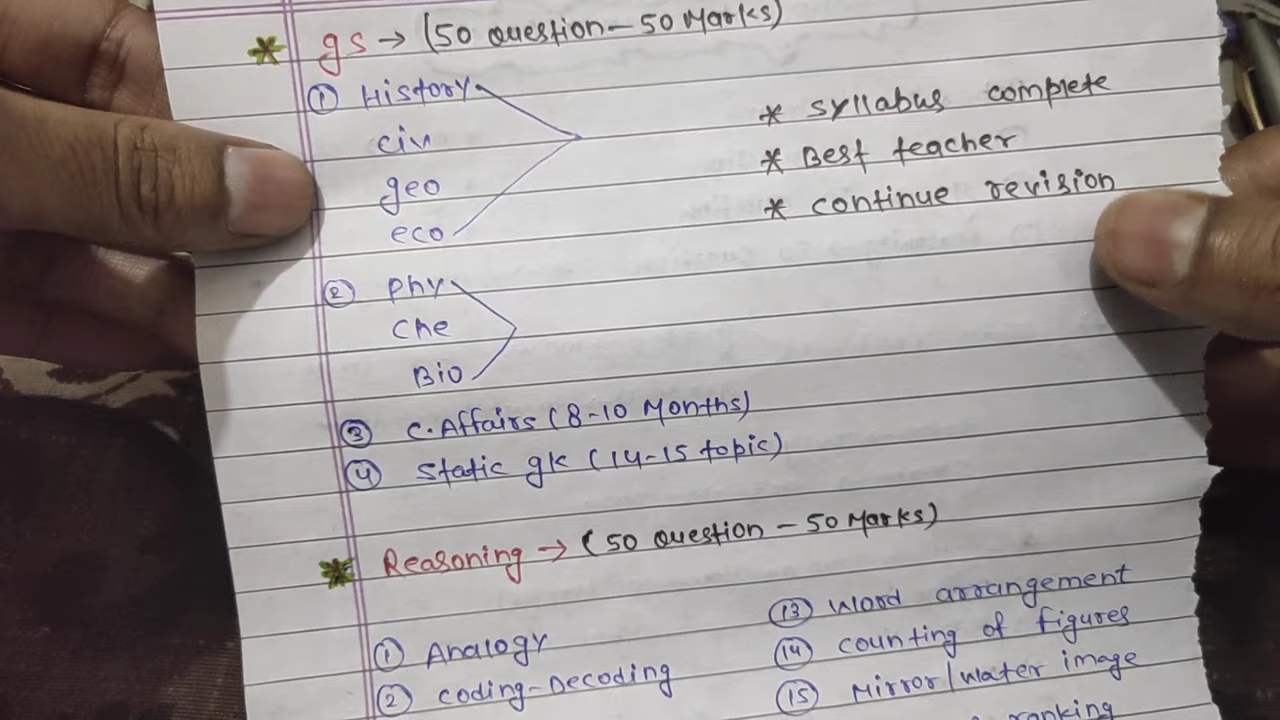 * gs → (50 question - 50 Marks)
① History
civ
geo
eco
* syllabus complete
* Best teacher
* continue revision
② Phy
Che
Bio
③ C. Affairs (8-10 Months)
④ Static gk (14-15 topic)
* Reasoning → (50 question - 50 Marks)
① Analogy
② Coding-Decoding
⑬ Word arrangement
⑭ counting of figures
⑮ Mirror/water image
ranking